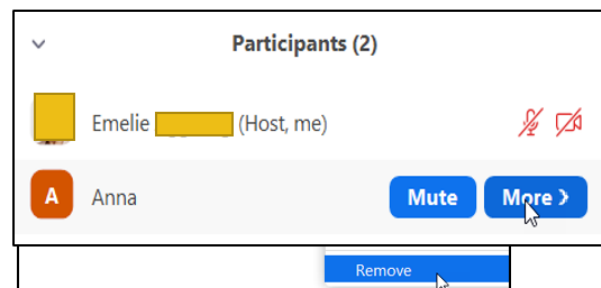 Participants (2)
Emelie (Host, me)
A Anna Mute More >
Remove